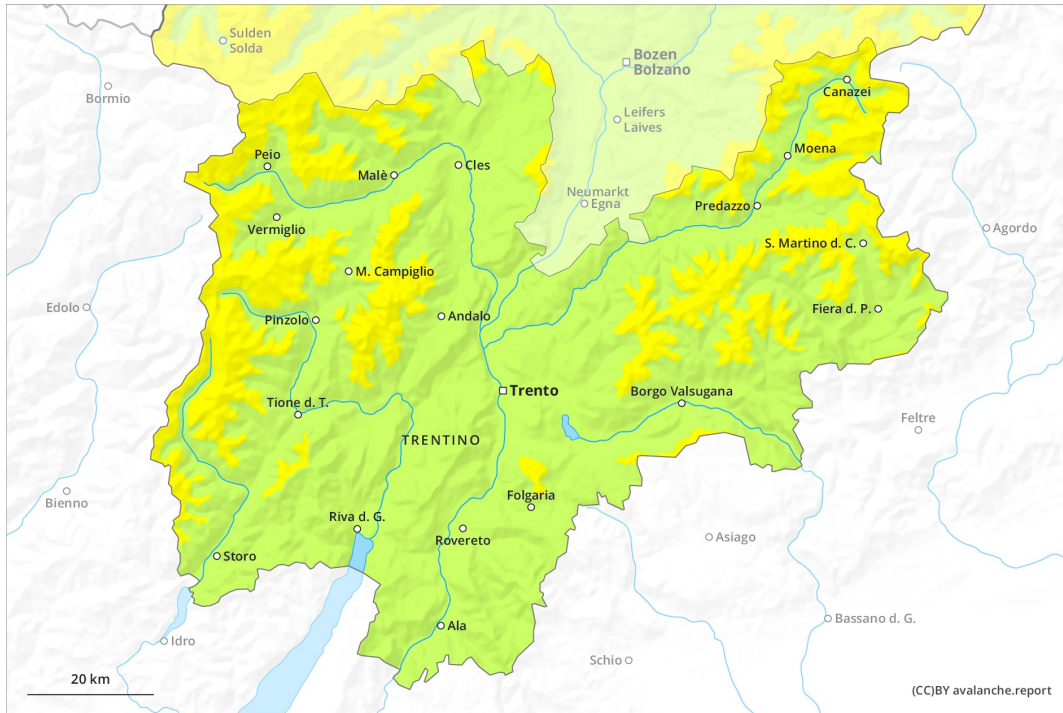 Sulden
Solda
Bozen
Bolzano
Bormio
Canazei
Leifers
Laives
Moena
Peio
Cles
Malè
Neumarkt
Egna
Predazzo
Vermiglio
Agordo
S. Martino d. C.
M. Campiglio
Edolo
Fiera d. P.
Pinzolo
Andalo
Trento
Borgo Valsugana
Tione d. T.
Feltre
TRENTINO
Bienno
Folgaria
Riva d. G.
Rovereto
Asiago
Storo
Bassano d. G.
Ala
Idro
Schio
20 km
(CC)BY avalanche.report